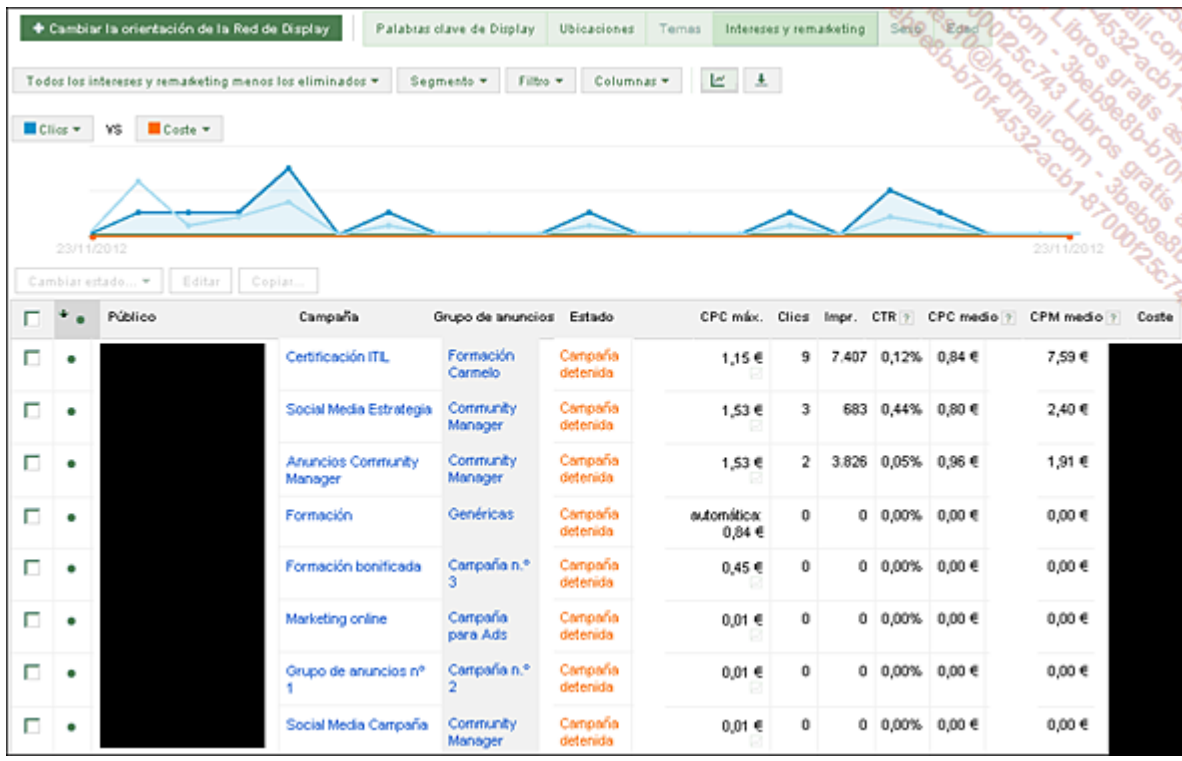 + Cambiar la orientación de la Red de Display Palabras clave de Display Ubicaciones Temas Intereses y remarketing Sexo Edad
Todos los intereses y remarketing menos los eliminados Segmento Filtro Columnas
Clics VS Coste
23/11/2012 23/11/2012
Cambiar estado... Editar Copiar...
Público Campaña Grupo de anuncios Estado CPC máx. Clics Impr. CTR ? CPC medio ? CPM medio ? Coste
Certificación ITIL Formación Campaña 1,15 € 9 7.407 0,12% 0,84 € 7,59 €
Carmelo detenida
Social Media Estrategia Community Campaña 1,53 € 3 683 0,44% 0,80 € 2,40 €
Manager detenida
Anuncios Community Community Campaña 1,53 € 2 3.826 0,05% 0,96 € 1,91 €
Manager Manager detenida
Formación Genéricas Campaña automática: 0 0 0,00% 0,00 € 0,00 €
detenida 0,84 €
Formación bonificada Campaña n.º Campaña 0,45 € 0 0 0,00% 0,00 € 0,00 €
3 detenida
Marketing online Campaña Campaña 0,01 € 0 0 0,00% 0,00 € 0,00 €
para Ads detenida
Grupo de anuncios nº Campaña n.º Campaña 0,01 € 0 0 0,00% 0,00 € 0,00 €
1 2 detenida
Social Media Campaña Community Campaña 0,01 € 0 0 0,00% 0,00 € 0,00 €
Manager detenida